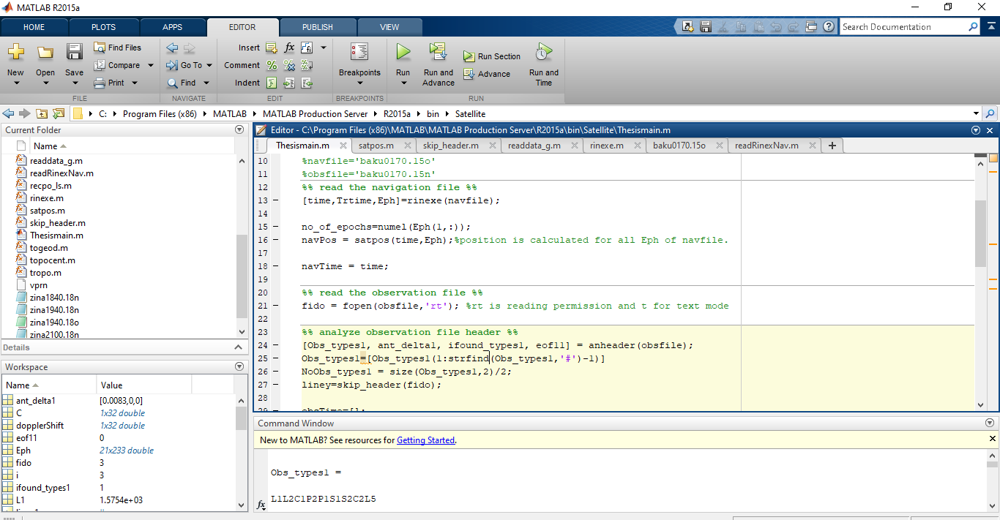 MATLAB R2015a
HOME PLOTS APPS EDITOR PUBLISH VIEW
Search Documentation
New Open Save
Find Files
Compare
Print
FILE
Go To
Find
NAVIGATE
Insert
Comment
Indent
EDIT
Breakpoints
BREAKPOINTS
Run
Run and Advance
Run Section
Advance
Run and Time
RUN
C: Program Files (x86) MATLAB MATLAB Production Server R2015a bin Satellite
Current Folder
Name
readdata_g.m
readRinexNav.m
recpo_ls.m
rinexe.m
satpos.m
skip_header.m
Thesismain.m
togeod.m
topocent.m
tropo.m
vprn
zina1840.18n
zina1940.18n
zina1940.18o
zina2100.18n
Details
Workspace
Name Value
ant_delta1 [0.0083,0,0]
C 1x32 double
dopplerShift 1x32 double
eof11 0
Eph 21x233 double
fido 3
i 3
ifound_types1 1
L1 1.5754e+03
Editor - C:\Program Files (x86)\MATLAB\MATLAB Production Server\R2015a\bin\Satellite\Thesismain.m
Thesismain.m satpos.m skip_header.m readdata_g.m rinexe.m baku0170.15o readRinexNav.m
10 %navfile='baku0170.15o'
11 %obsfile='baku0170.15n'
12 %% read the navigation file %%
13 [time,Trtime,Eph]=rinexe(navfile);
14
15 no_of_epochs=numel(Eph(1,:));
16 navPos = satpos(time,Eph);%position is calculated for all Eph of navfile.
17
18 navTime = time;
19
20 %% read the observation file %%
21 fido = fopen(obsfile,'rt'); %rt is reading permission and t for text mode
22
23 %% analyze observation file header %%
24 [Obs_types1, ant_delta1, ifound_types1, eof11] = anheader(obsfile);
25 Obs_types1=[Obs_types1(1:strfind(Obs_types1,'#')-1)]
26 NoObs_types1 = size(Obs_types1,2)/2;
27 liney=skip_header(fido);
28
29 obsTime=[];
Command Window
New to MATLAB? See resources for Getting Started.
Obs_types1 =
L1L2C1P2P1S1S2C2L5
fx